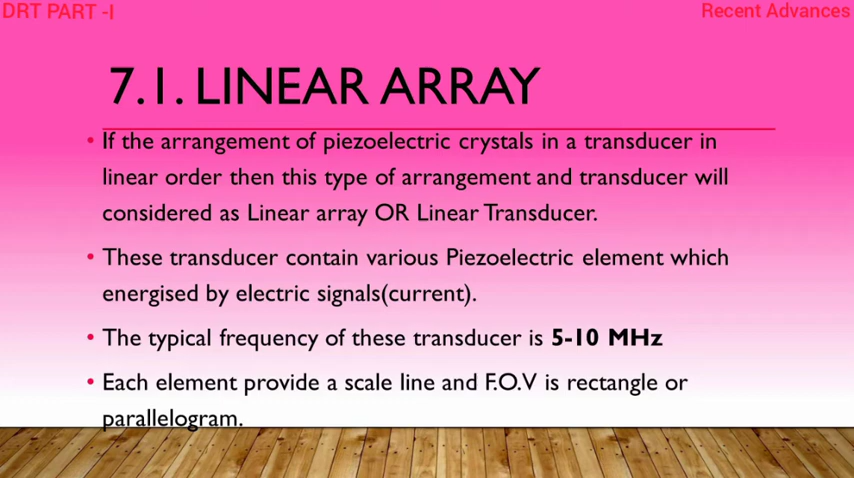 DRT PART -I
Recent Advances
7.1. LINEAR ARRAY
• If the arrangement of piezoelectric crystals in a transducer in
linear order then this type of arrangement and transducer will
considered as Linear array OR Linear Transducer.
• These transducer contain various Piezoelectric element which
energised by electric signals(current).
• The typical frequency of these transducer is 5-10 MHz
• Each element provide a scale line and F.O.V is rectangle or
parallelogram.